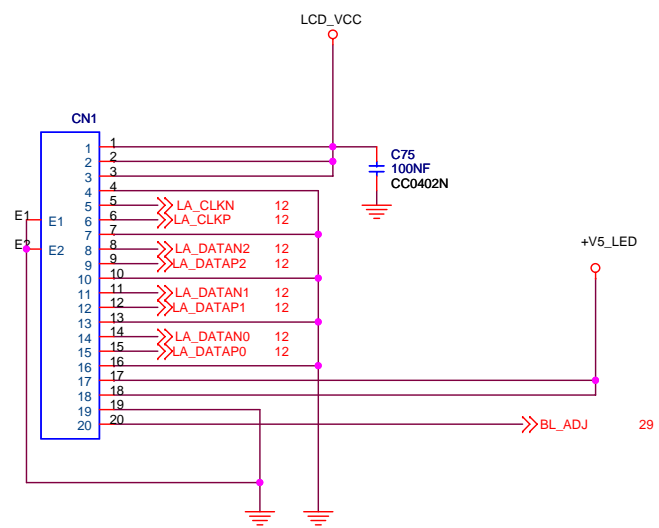 LCD_VCC
CN1
C75
100NF
CC0402N
+V5_LED
E1 E1
E2 E2
1 1
2 2
3 3
4 4
5 5 LA_CLKN 12
6 6 LA_CLKP 12
7 7
8 8 LA_DATAN2 12
9 9 LA_DATAP2 12
10 10
11 11 LA_DATAN1 12
12 12 LA_DATAP1 12
13 13
14 14 LA_DATAN0 12
15 15 LA_DATAP0 12
16 16
17 17
18 18
19 19
20 20 BL_ADJ 29